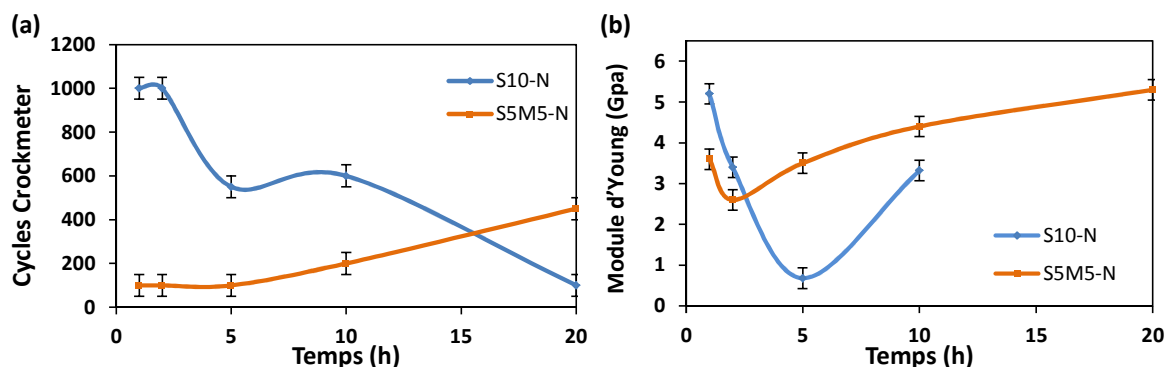 (a)
Cycles Crockmeter
1200
1000
800
600
400
200
0
0 5 10 15 20
Temps (h)
S10-N
S5M5-N
(b)
Module d'Young (Gpa)
6
5
4
3
2
1
0
0 5 10 15 20
Temps (h)
S10-N
S5M5-N